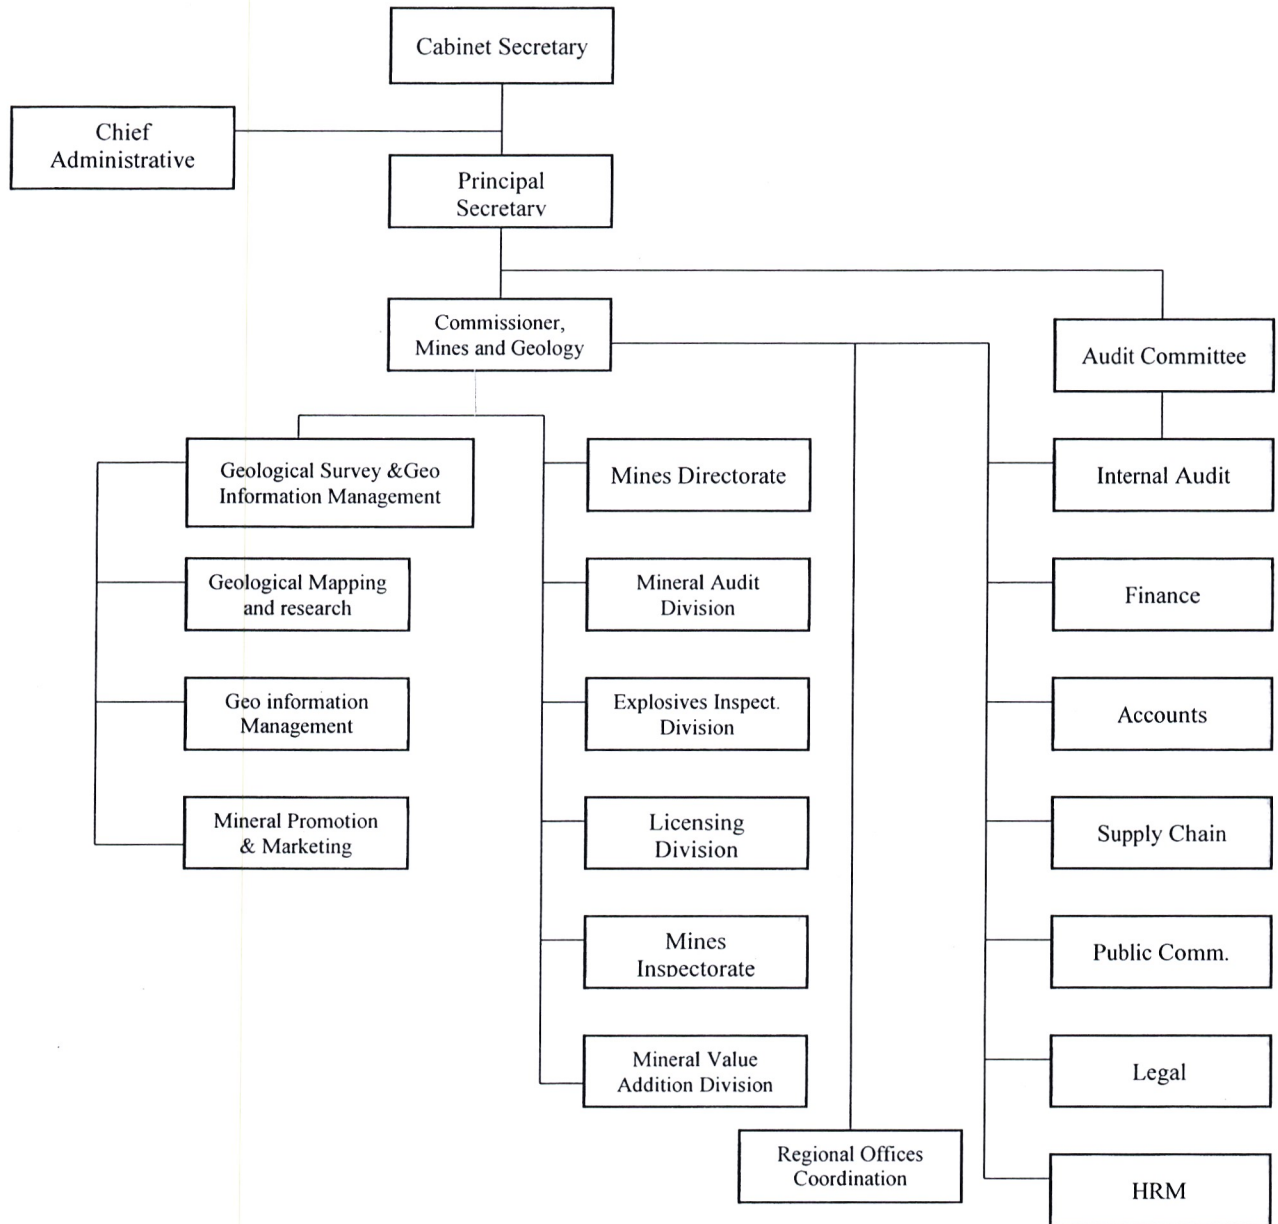 Cabinet Secretary
Chief
Administrative
Principal
Secretary
Commissioner,
Mines and Geology
Audit Committee
Geological Survey &Geo
Information Management
Mines Directorate
Internal Audit
Geological Mapping
and research
Mineral Audit
Division
Finance
Geo information
Management
Explosives Inspect.
Division
Accounts
Mineral Promotion
& Marketing
Licensing
Division
Supply Chain
Mines
Inspectorate
Public Comm.
Mineral Value
Addition Division
Legal
Regional Offices
Coordination
HRM